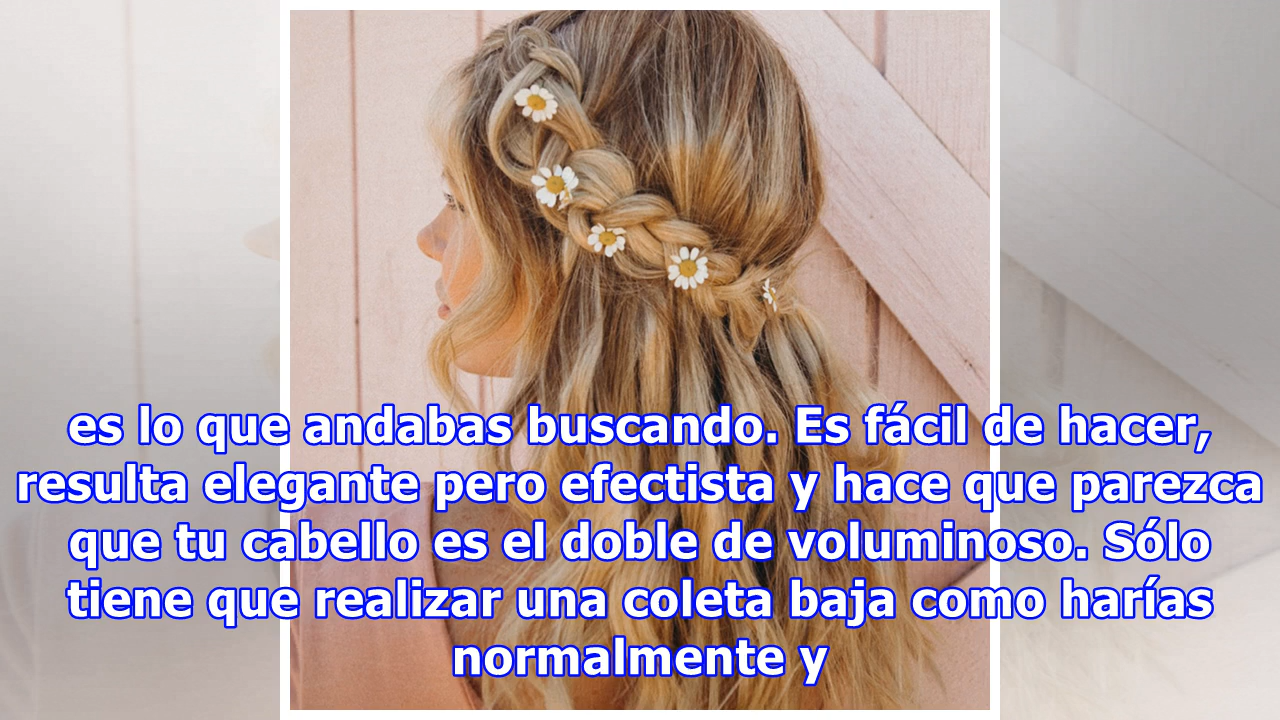 es lo que andabas buscando. Es fácil de hacer,
resulta elegante pero efectista y hace que parezca
que tu cabello es el doble de voluminoso. Sólo
tiene que realizar una coleta baja como harías
normalmente y